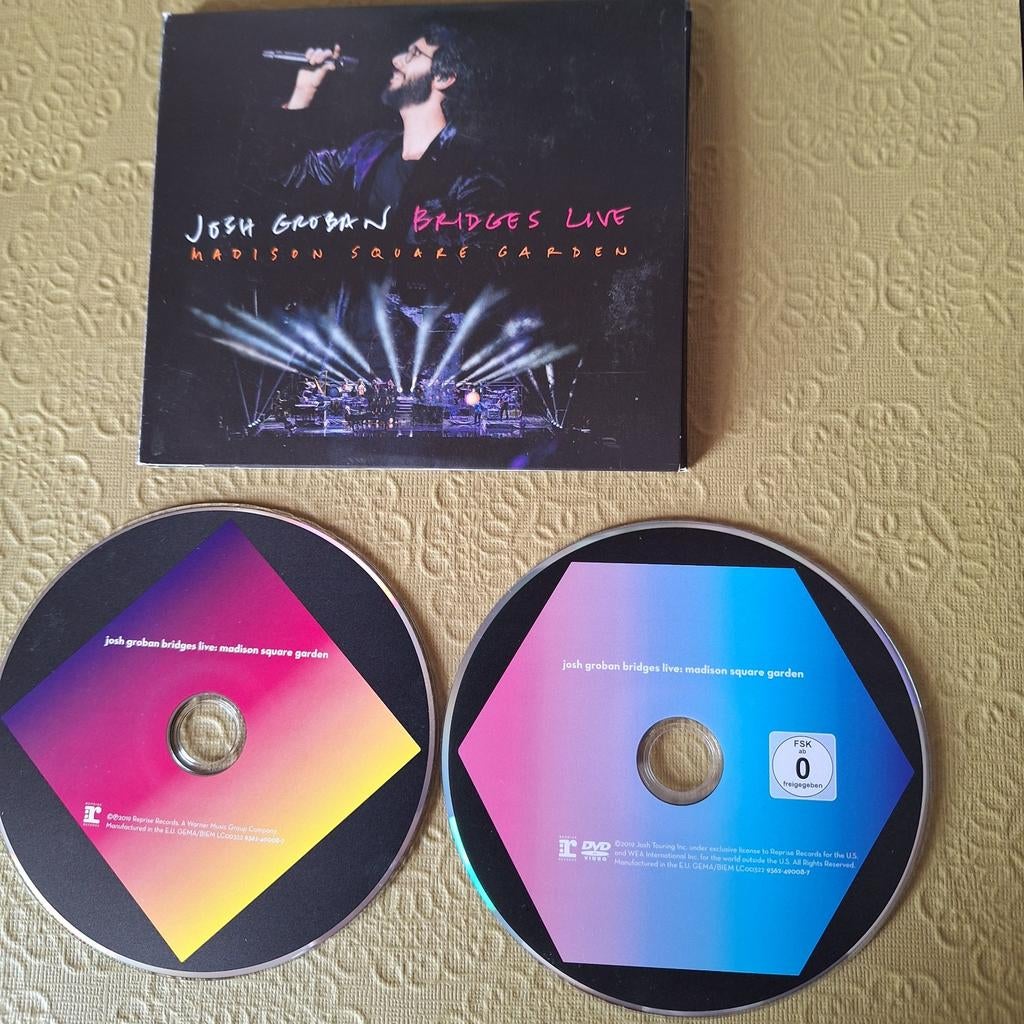 JOSH GROBAN BRIDGES LIVE
MADISON SQUARE GARDEN
josh groban bridges live: madison square garden
REPRISE
r
RECORDS
©℗2019 Reprise Records. A Warner Music Group Company.
Manufactured in the E.U. GEMA/BIEM LC00322 9362-49008-7
josh groban bridges live: madison square garden
FSK
ab
0
freigegeben
REPRISE
r
RECORDS
DVD
VIDEO
©2019 Josh Touring Inc. under exclusive license to Reprise Records for the U.S.
and WEA International Inc. for the world outside the U.S. All Rights Reserved.
Manufactured in the E.U. GEMA/BIEM LC00322 9362-49008-7